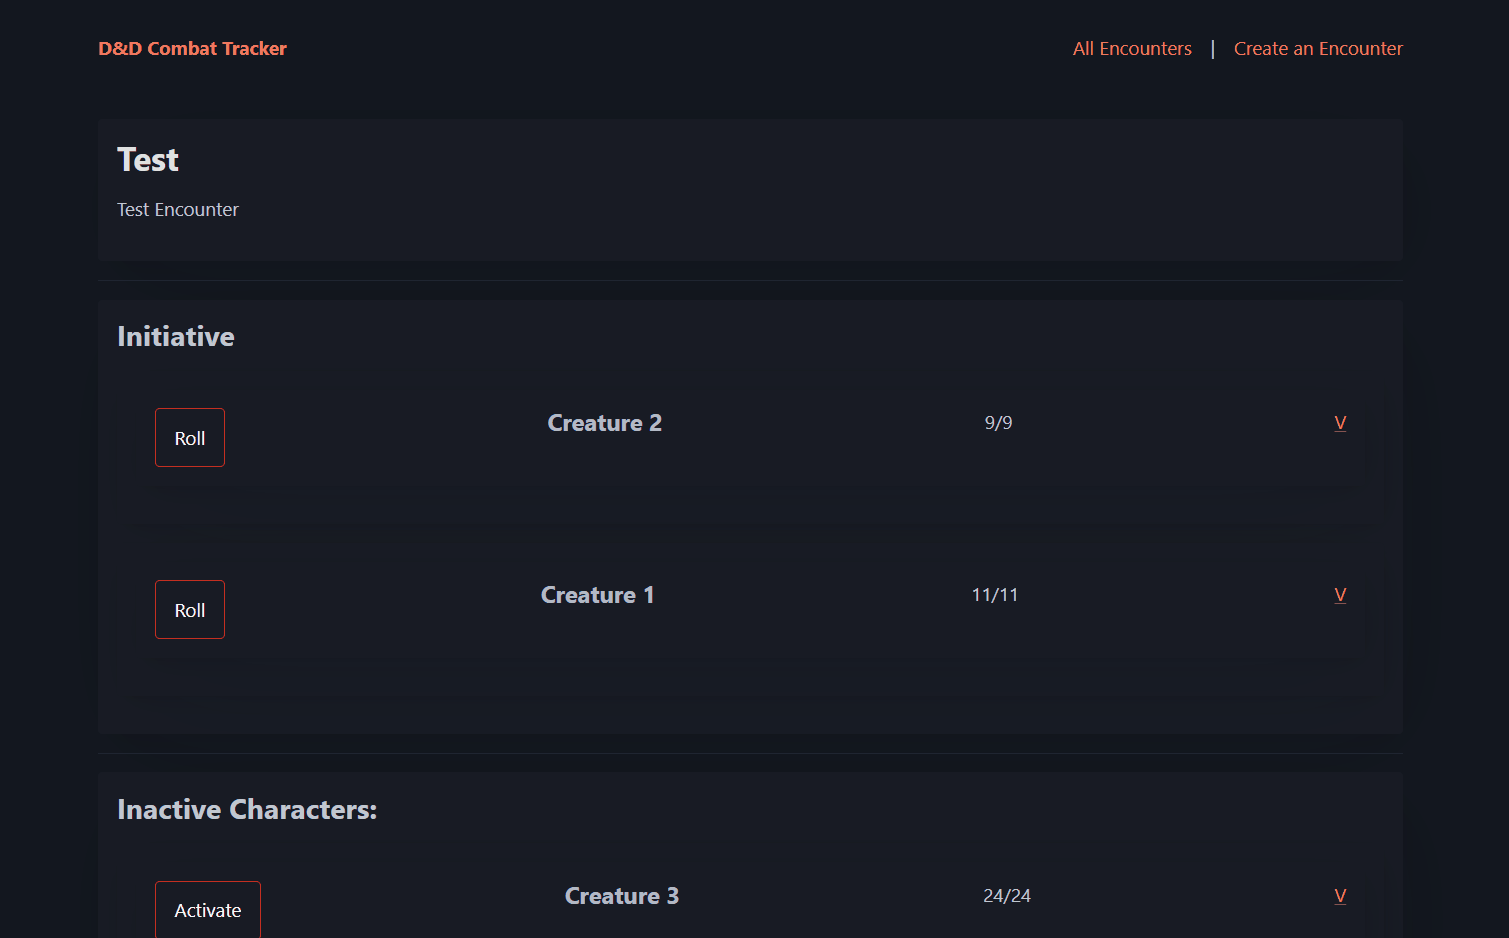 D&D Combat Tracker
All Encounters | Create an Encounter
Test
Test Encounter
Initiative
Roll Creature 2 9/9 V
Roll Creature 1 11/11 V
Inactive Characters:
Activate Creature 3 24/24 V